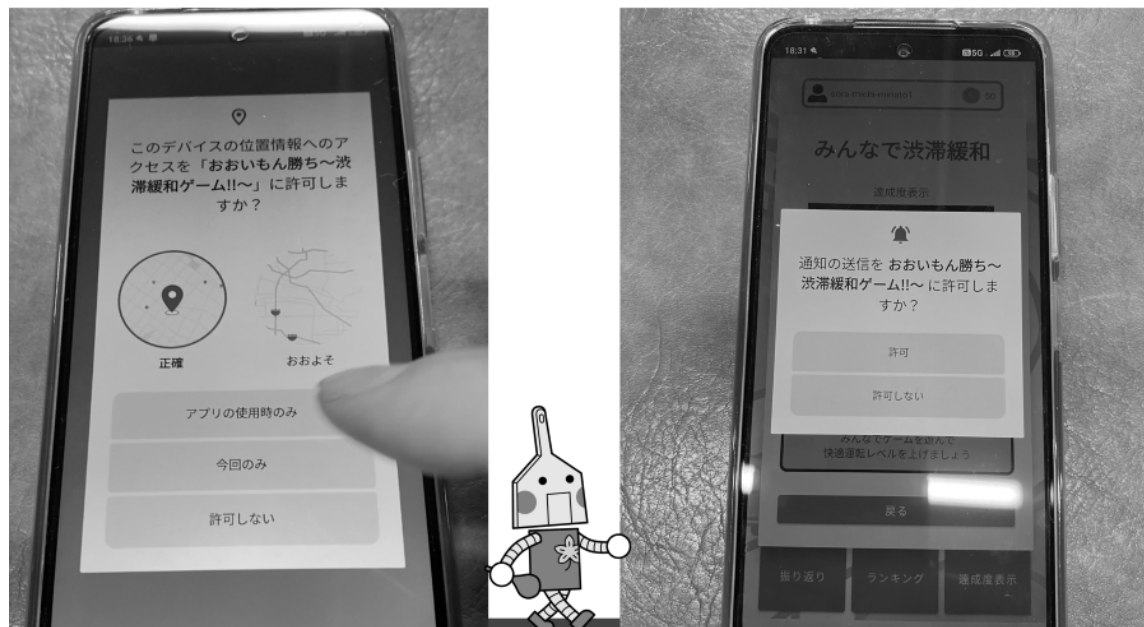 18:36
このデバイスの位置情報へのア
クセスを「おおいもん勝ち〜渋
滞緩和ゲーム!!〜」に許可しま
すか？
正確
おおよそ
アプリの使用時のみ
今回のみ
許可しない
18:31
5G
50
みんなで渋滞緩和
達成度表示
通知の送信を おおいもん勝ち〜
渋滞緩和ゲーム!!〜 に許可しま
すか？
許可
許可しない
みんなでゲームを遊んで
快適運転レベルを上げましょう
戻る
振り返り
ランキング
達成度表示